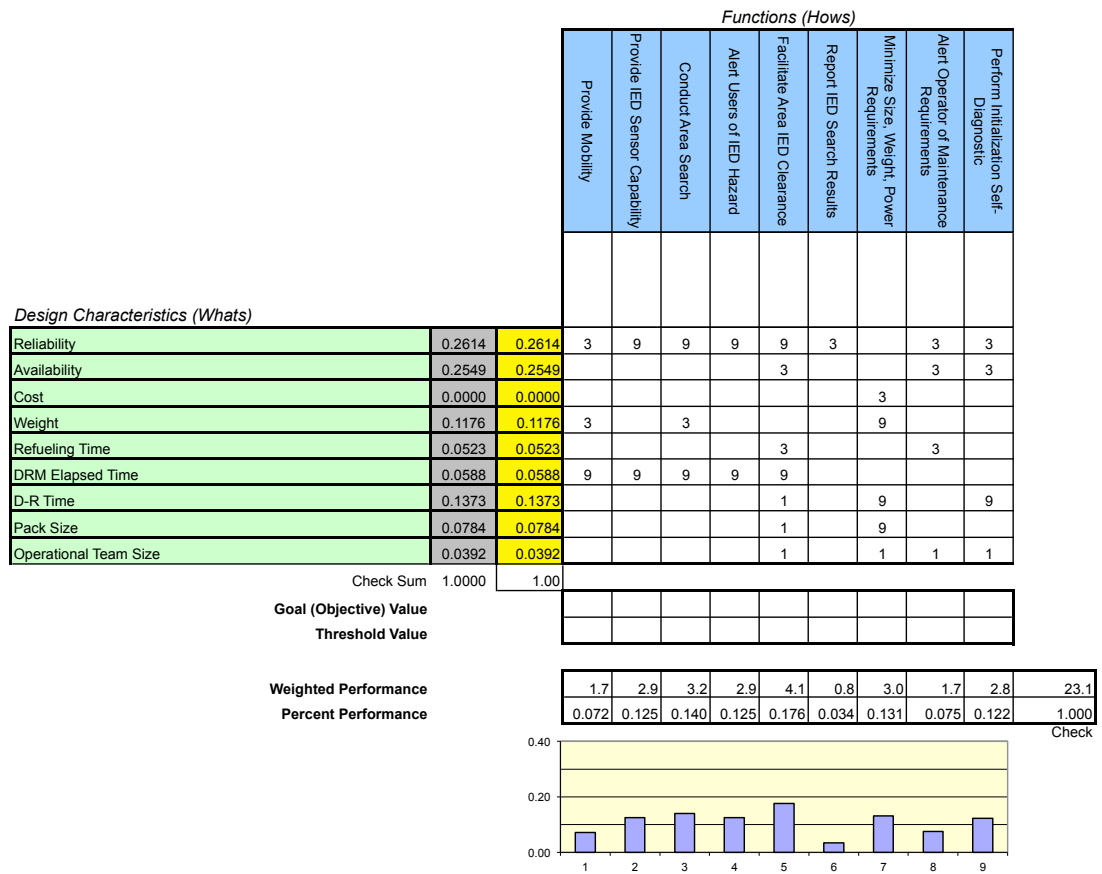 Functions (Hows)
Provide Mobility
Provide IED Sensor Capability
Conduct Area Search
Alert Users of IED Hazard
Facilitate Area IED Clearance
Report IED Search Results
Minimize Size, Weight, Power
Requirements
Alert Operator of Maintenance
Requirements
Perform Initialization Self-
Diagnostic
Design Characteristics (Whats)
Reliability 0.2614 0.2614 3 9 9 9 9 3 3 3
Availability 0.2549 0.2549 3 3 3
Cost 0.0000 0.0000 3
Weight 0.1176 0.1176 3 3 9
Refueling Time 0.0523 0.0523 3 3
DRM Elapsed Time 0.0588 0.0588 9 9 9 9 9
D-R Time 0.1373 0.1373 1 9 9
Pack Size 0.0784 0.0784 1 9
Operational Team Size 0.0392 0.0392 1 1 1 1
Check Sum 1.0000 1.00
Goal (Objective) Value
Threshold Value
Weighted Performance 1.7 2.9 3.2 2.9 4.1 0.8 3.0 1.7 2.8 23.1
Percent Performance 0.072 0.125 0.140 0.125 0.176 0.034 0.131 0.075 0.122 1.000
Check
0.40
0.20
0.00
1 2 3 4 5 6 7 8 9